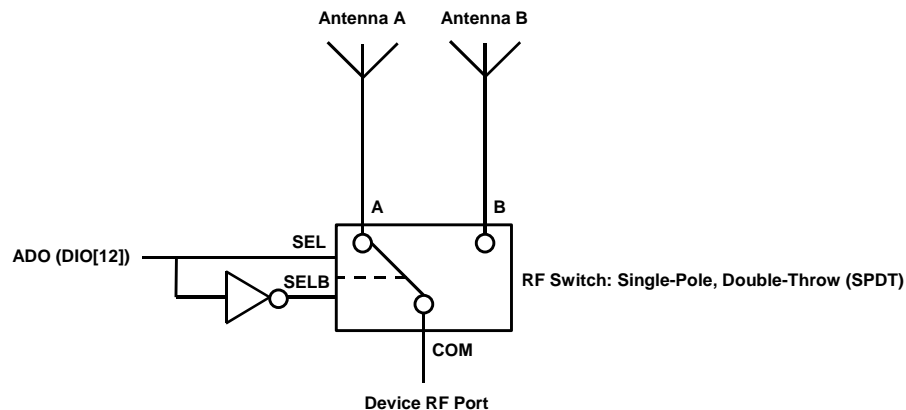 Antenna A
Antenna B
A
B
SEL
ADO (DIO[12])
SELB
RF Switch: Single-Pole, Double-Throw (SPDT)
COM
Device RF Port